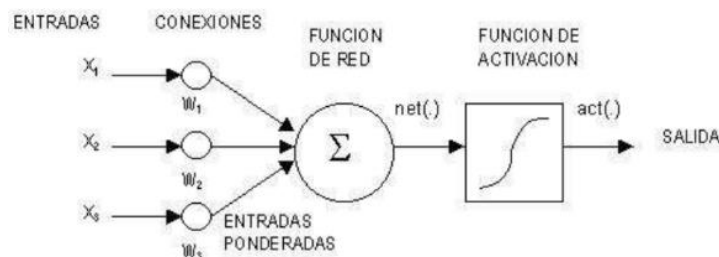 ENTRADAS
CONEXIONES
FUNCION
DE RED
FUNCION DE
ACTIVACION
X₁
W₁
X₂
W₂
X₃
W₃
Σ
net(.)
act(.)
SALIDA
ENTRADAS
PONDERADAS